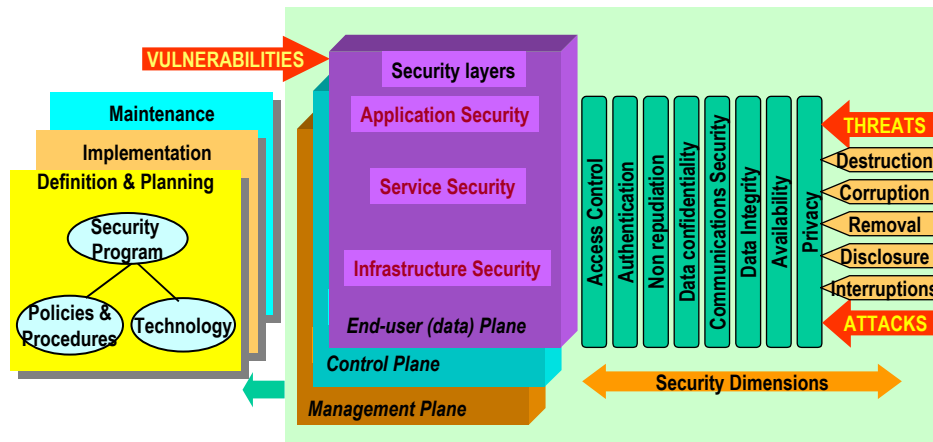 VULNERABILITIES
Maintenance
Implementation
Definition & Planning
Security
Program
Policies &
Procedures
Technology
Security layers
Application Security
Service Security
Infrastructure Security
End-user (data) Plane
Control Plane
Management Plane
Access Control
Authentication
Non repudiation
Data confidentiality
Communications Security
Data Integrity
Availability
Privacy
THREATS
Destruction
Corruption
Removal
Disclosure
Interruptions
ATTACKS
Security Dimensions